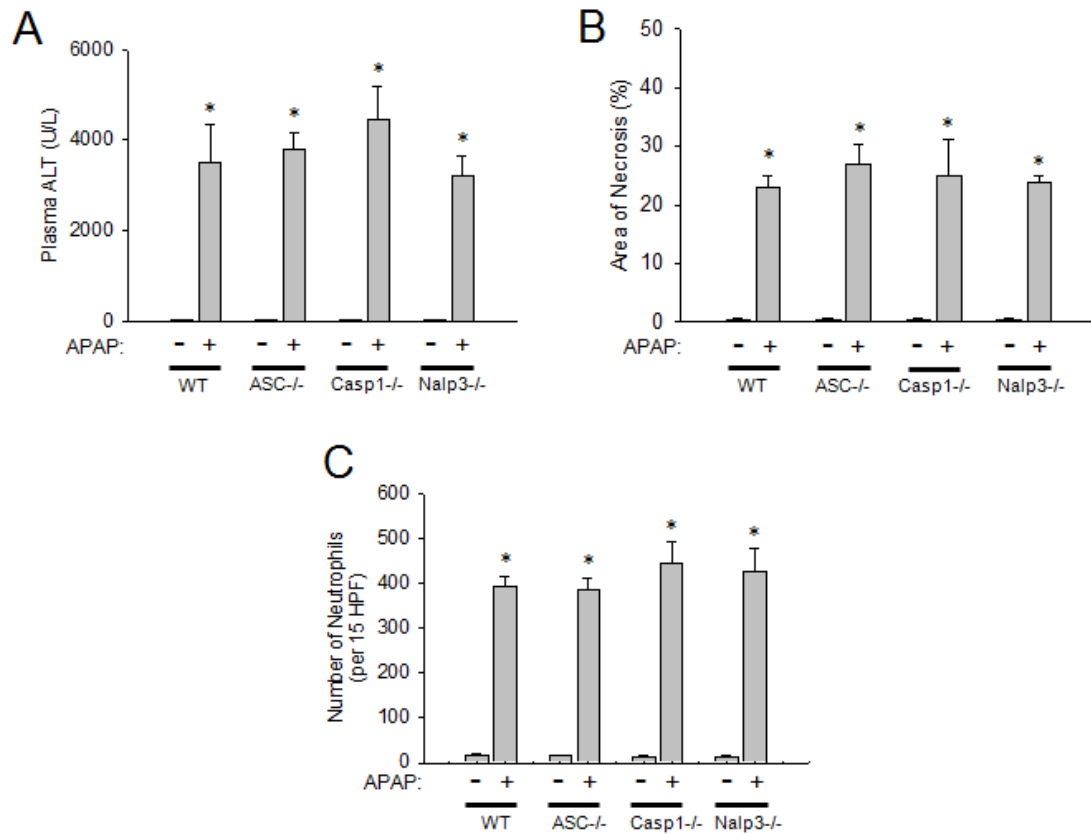 A
Plasma ALT (U/L)
6000
4000
2000
0
* * * *
APAP: - + - + - + - +
WT ASC-/- Casp1-/- Nalp3-/-
B
Area of Necrosis (%)
50
40
30
20
10
0
* * * *
APAP: - + - + - + - +
WT ASC-/- Casp1-/- Nalp3-/-
C
Number of Neutrophils
(per 15 HPF)
600
500
400
300
200
100
0
* * * *
APAP: - + - + - + - +
WT ASC-/- Casp1-/- Nalp3-/-